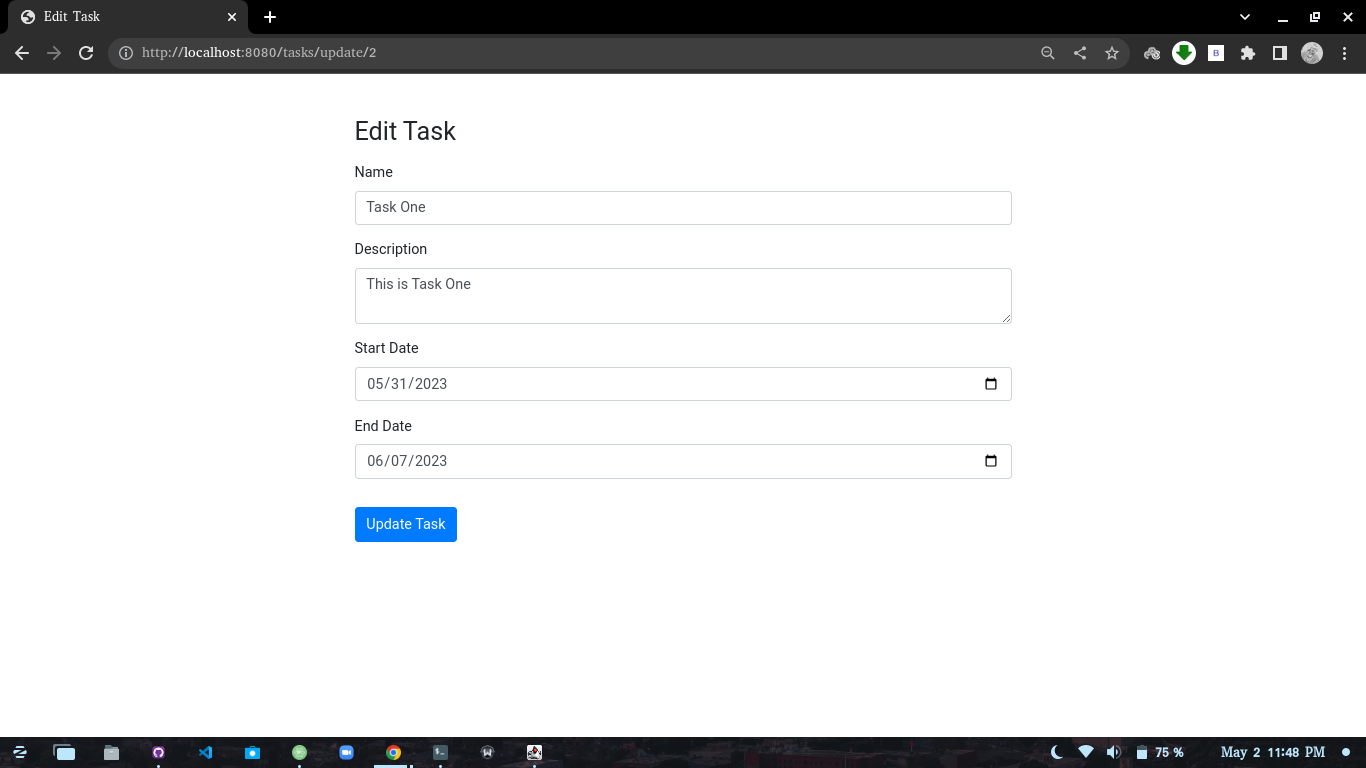 Edit Task
http://localhost:8080/tasks/update/2
B
Edit Task
Name
Task One
Description
This is Task One
Start Date
05/31/2023
End Date
06/07/2023
Update Task
75 %
May 2 11:48 PM